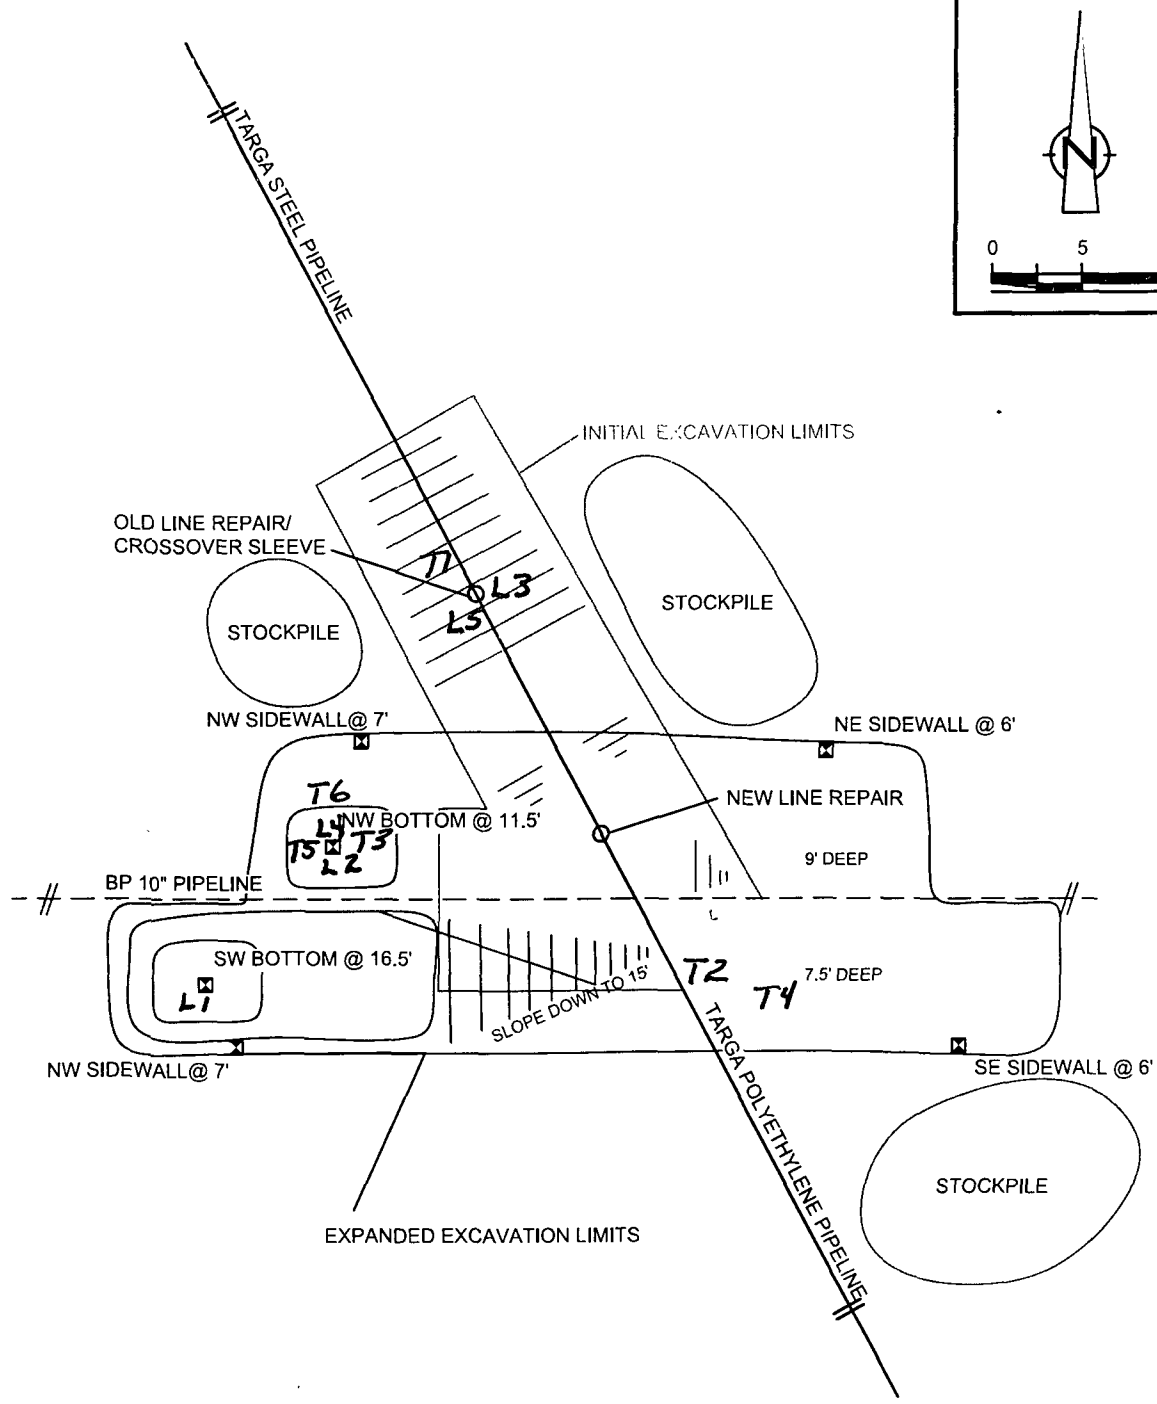 N
0 5
TARGA STEEL PIPELINE
INITIAL EXCAVATION LIMITS
OLD LINE REPAIR/
CROSSOVER SLEEVE
T1
L3
L5
STOCKPILE
STOCKPILE
NW SIDEWALL@ 7'
NE SIDEWALL @ 6'
T6
NEW LINE REPAIR
NW BOTTOM @ 11.5'
L4
T5 T3
L2
9' DEEP
BP 10" PIPELINE
SW BOTTOM @ 16.5'
L1
T2
T4
7.5' DEEP
SLOPE DOWN TO 15'
NW SIDEWALL@ 7'
SE SIDEWALL @ 6'
TARGA POLYETHYLENE PIPELINE
STOCKPILE
EXPANDED EXCAVATION LIMITS